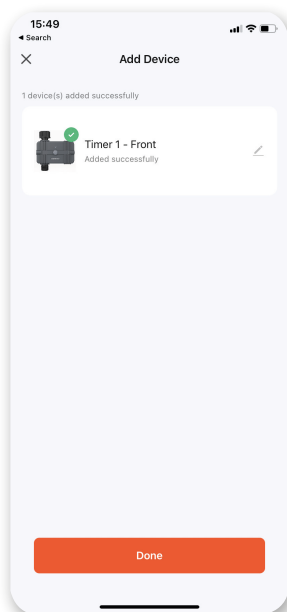 15:49
◀ Search
Add Device
1 device(s) added successfully
Timer 1 - Front
Added successfully
Done